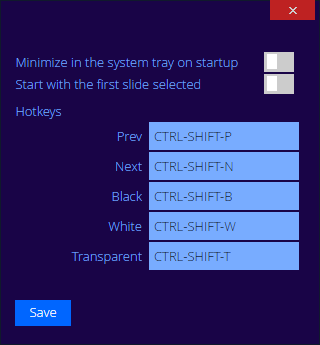 Minimize in the system tray on startup
Start with the first slide selected
Hotkeys
Prev CTRL-SHIFT-P
Next CTRL-SHIFT-N
Black CTRL-SHIFT-B
White CTRL-SHIFT-W
Transparent CTRL-SHIFT-T
Save